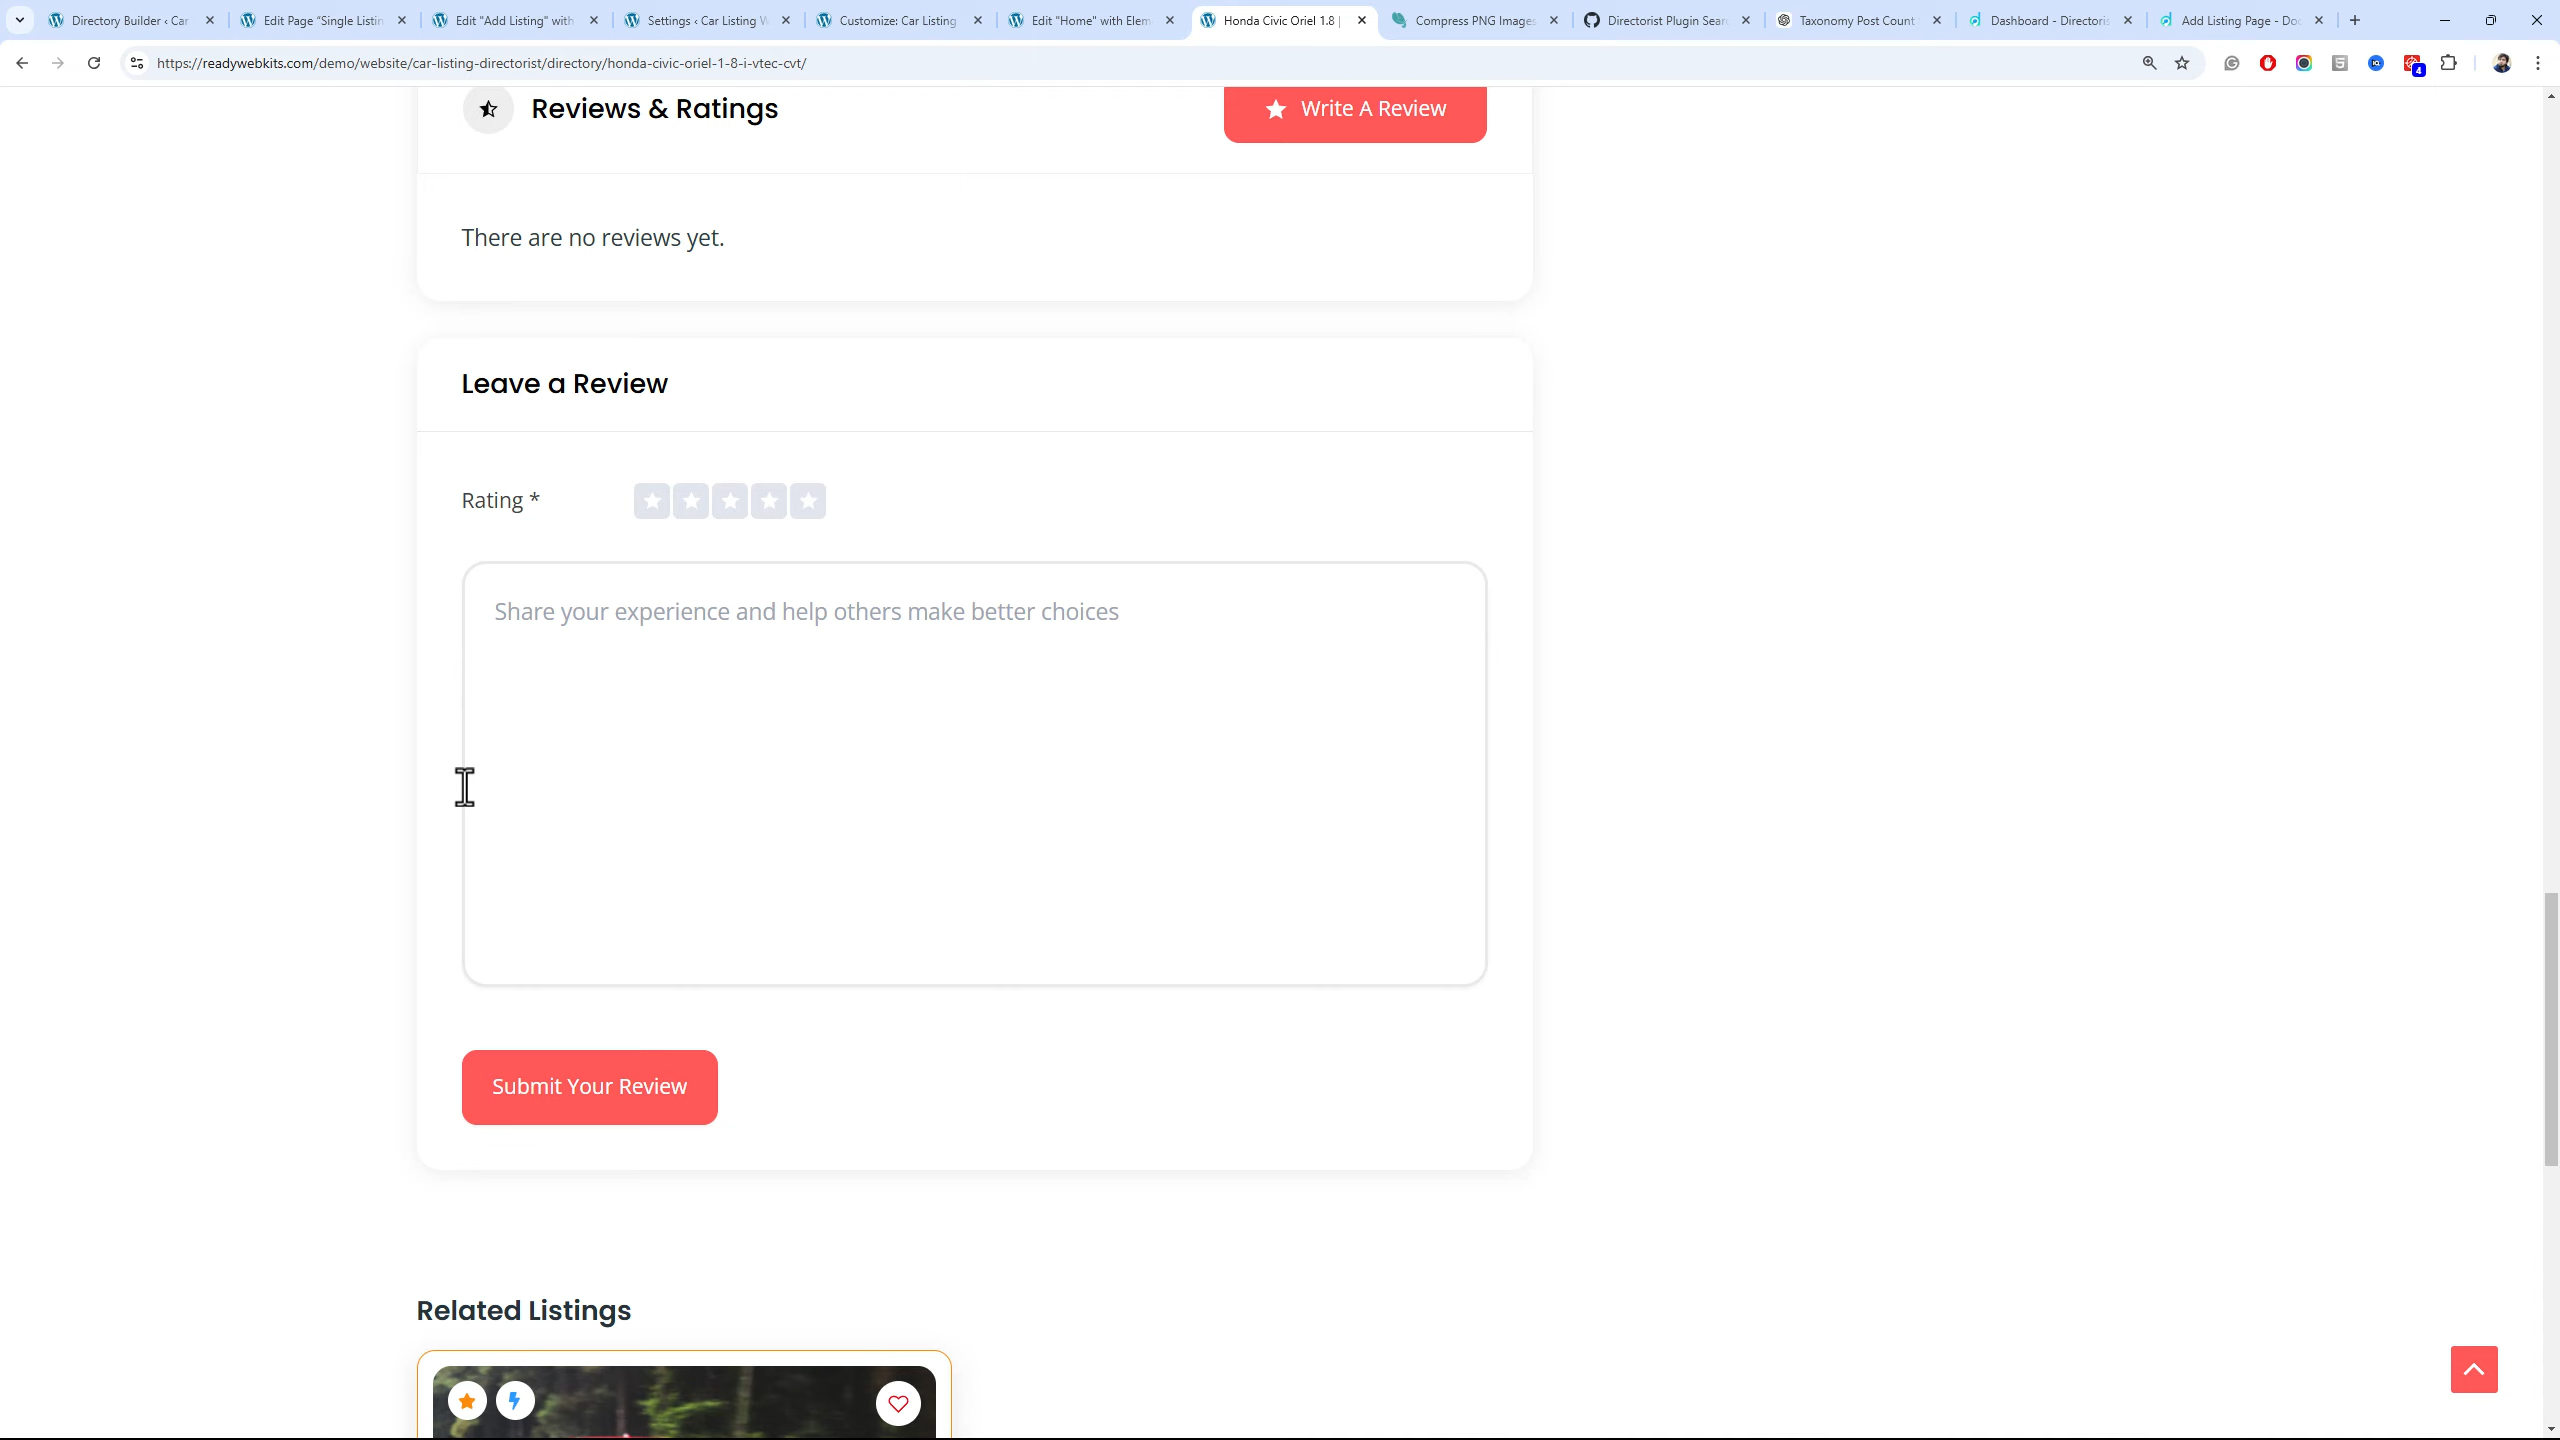 Directory Builder ‹ Car
Edit Page "Single Listin
Edit "Add Listing" with
Settings ‹ Car Listing W
Customize: Car Listing
Edit "Home" with Elem
Honda Civic Oriel 1.8 |
Compress PNG Images
Directorist Plugin Sear
Taxonomy Post Count
Dashboard - Directoris
Add Listing Page - Doc
https://readywebkits.com/demo/website/car-listing-directorist/directory/honda-civic-oriel-1-8-i-vtec-cvt/
4
Reviews & Ratings
Write A Review
There are no reviews yet.
Leave a Review
Rating *
Share your experience and help others make better choices
Submit Your Review
Related Listings